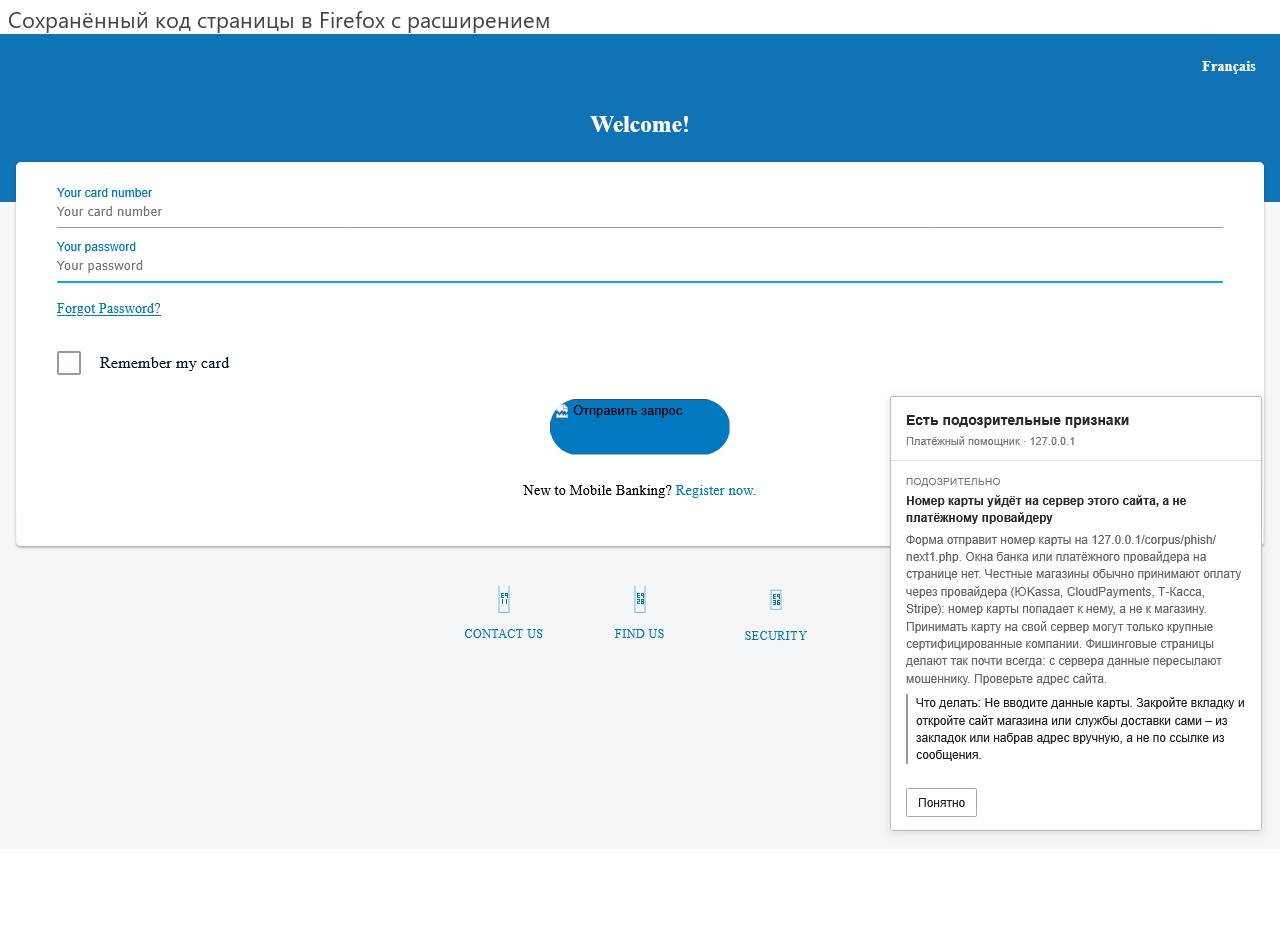 Сохранённый код страницы в Firefox с расширением
Français
Welcome!
Your card number
Your card number
Your password
Your password
Forgot Password?
Remember my card
Отправить запрос
New to Mobile Banking? Register now.
E9
11
E9
28
E9
36
CONTACT US
FIND US
SECURITY
Есть подозрительные признаки
Платёжный помощник · 127.0.0.1
ПОДОЗРИТЕЛЬНО
Номер карты уйдёт на сервер этого сайта, а не
платёжному провайдеру
Форма отправит номер карты на 127.0.0.1/corpus/phish/
next1.php. Окна банка или платёжного провайдера на
странице нет. Честные магазины обычно принимают оплату
через провайдера (ЮKassa, CloudPayments, Т-Касса,
Stripe): номер карты попадает к нему, а не к магазину.
Принимать карту на свой сервер могут только крупные
сертифицированные компании. Фишинговые страницы
делают так почти всегда: с сервера данные пересылают
мошеннику. Проверьте адрес сайта.
Что делать: Не вводите данные карты. Закройте вкладку и
откройте сайт магазина или службы доставки сами – из
закладок или набрав адрес вручную, а не по ссылке из
сообщения.
Понятно